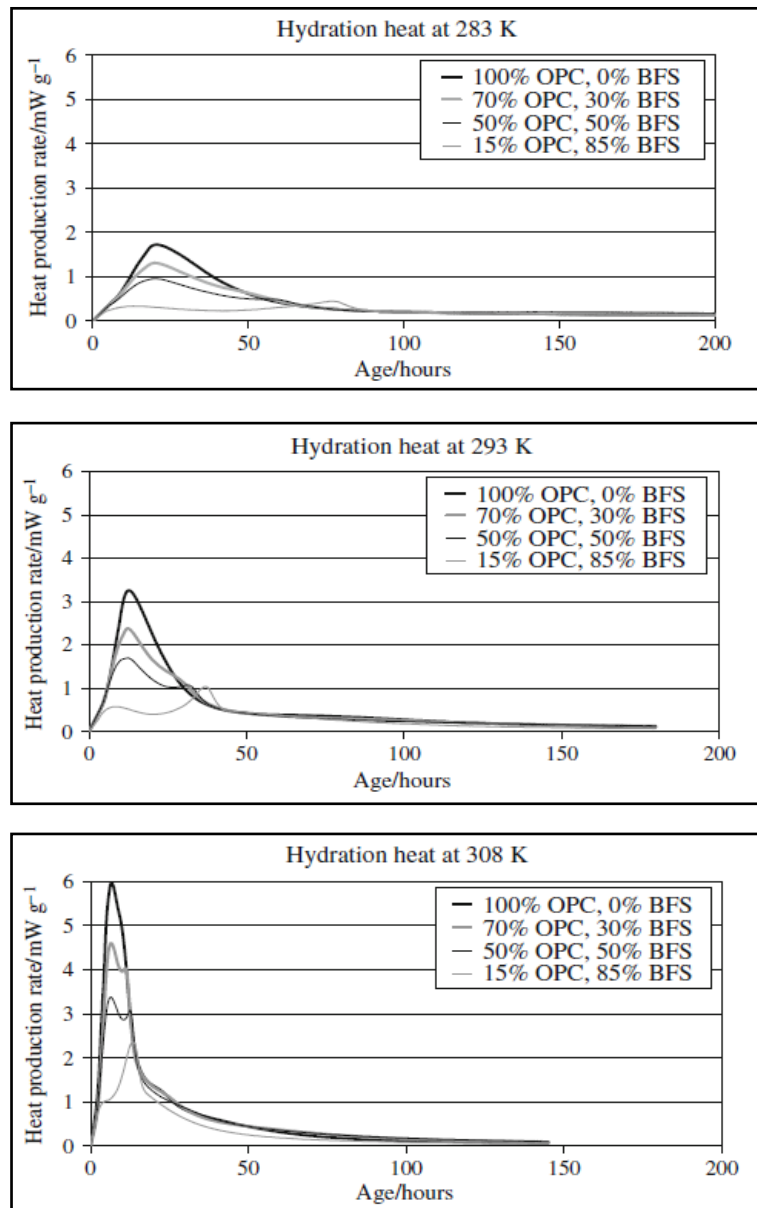 Hydration heat at 283 K
Heat production rate/mW g⁻¹
6
5
4
3
2
1
0
100% OPC, 0% BFS
70% OPC, 30% BFS
50% OPC, 50% BFS
15% OPC, 85% BFS
0 50 100 150 200
Age/hours
Hydration heat at 293 K
Heat production rate/mW g⁻¹
6
5
4
3
2
1
0
100% OPC, 0% BFS
70% OPC, 30% BFS
50% OPC, 50% BFS
15% OPC, 85% BFS
0 50 100 150 200
Age/hours
Hydration heat at 308 K
Heat production rate/mW g⁻¹
6
5
4
3
2
1
0
100% OPC, 0% BFS
70% OPC, 30% BFS
50% OPC, 50% BFS
15% OPC, 85% BFS
0 50 100 150 200
Age/hours